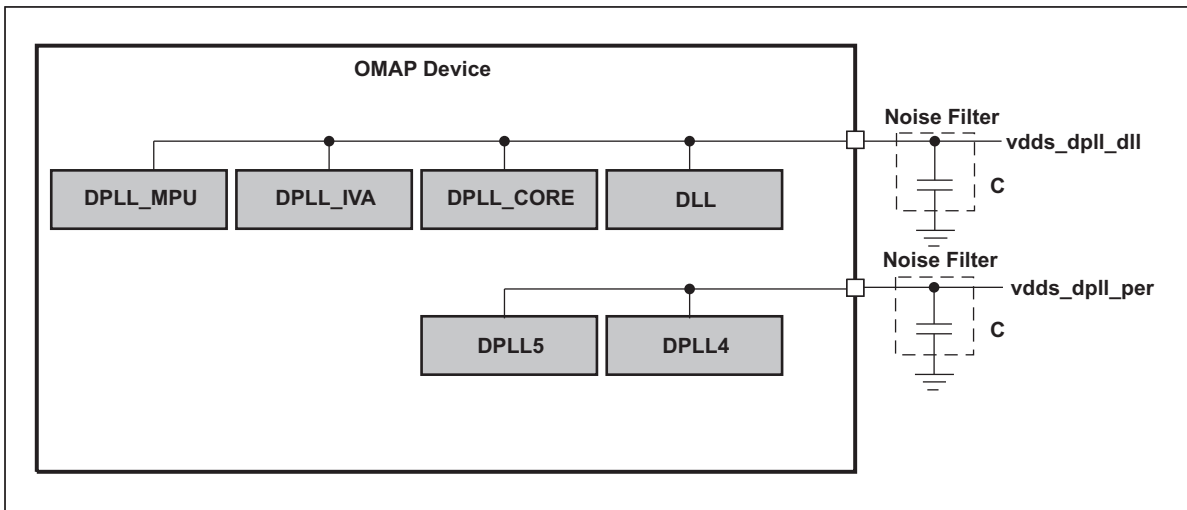 OMAP Device
Noise Filter
vdds_dpll_dll
C
DPLL_MPU
DPLL_IVA
DPLL_CORE
DLL
Noise Filter
vdds_dpll_per
C
DPLL5
DPLL4